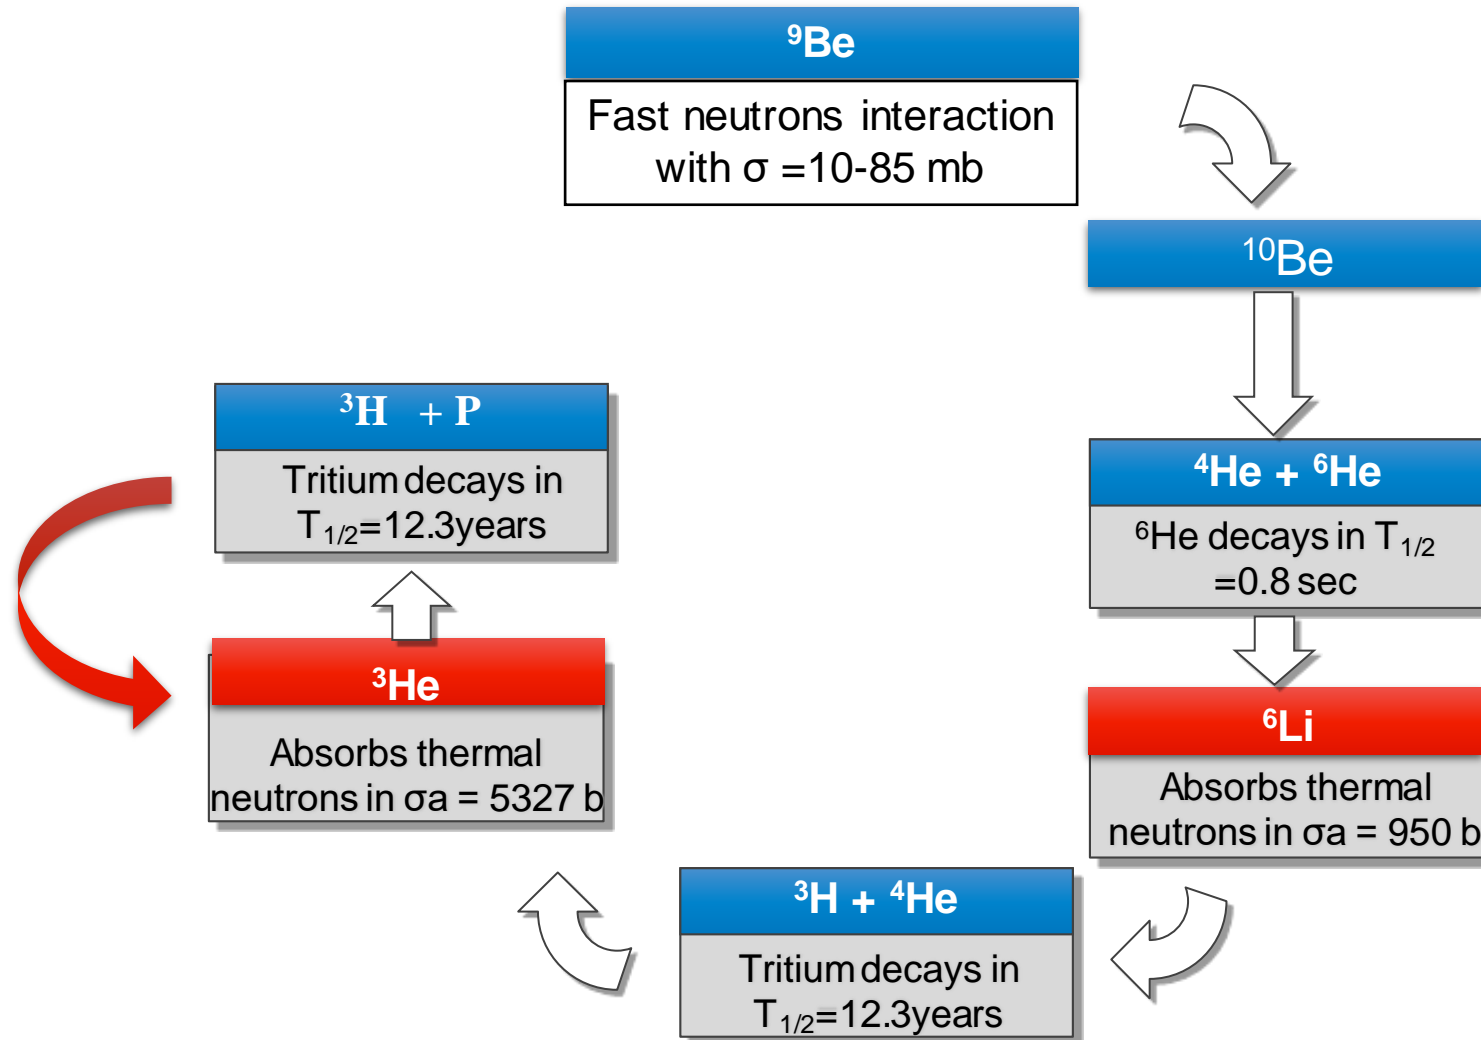 ⁹Be
Fast neutrons interaction
with σ =10-85 mb
¹⁰Be
⁴He + ⁶He
⁶He decays in T₁/₂
=0.8 sec
⁶Li
Absorbs thermal
neutrons in σa = 950 b
³H + ⁴He
Tritium decays in
T₁/₂=12.3years
³He
Absorbs thermal
neutrons in σa = 5327 b
³H + P
Tritium decays in
T₁/₂=12.3years